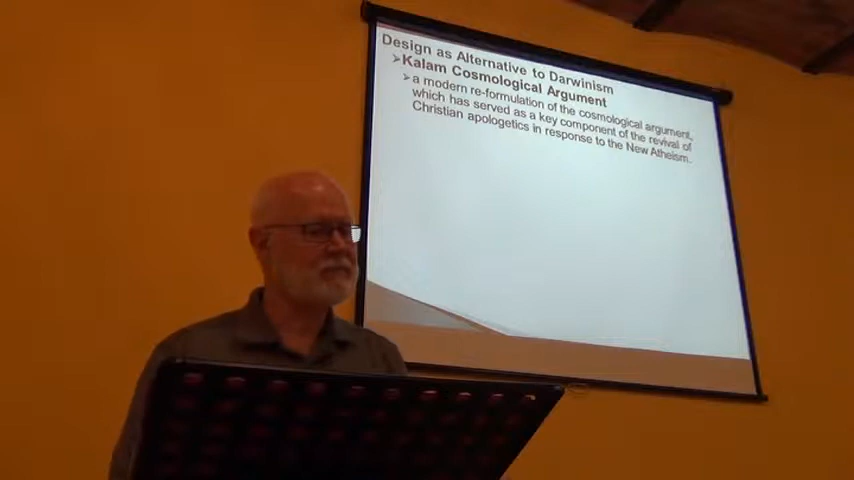 Design as Alternative to Darwinism
➢Kalam Cosmological Argument
➢a modern re-formulation of the cosmological argument,
which has served as a key component of the revival of
Christian apologetics in response to the New Atheism.